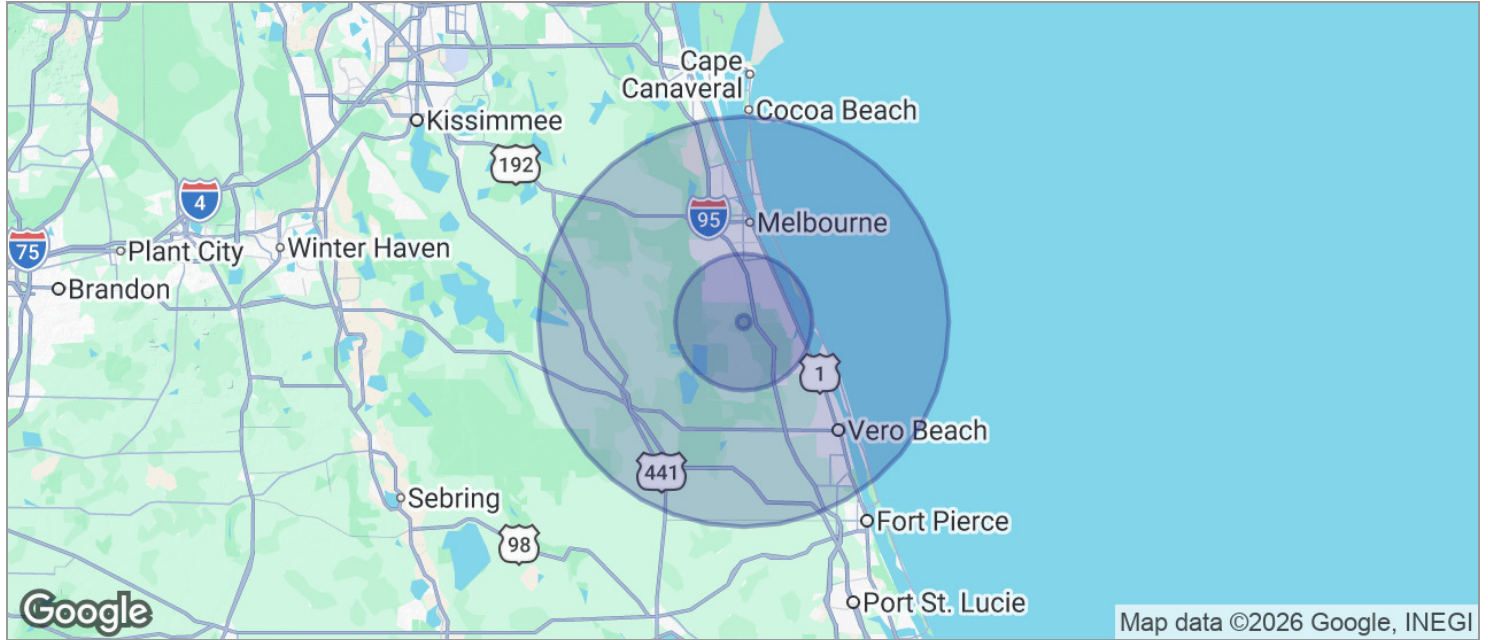 Cape
Canaveral
Cocoa Beach
Kissimmee
192
4
95
Melbourne
75
Plant City
Winter Haven
Brandon
1
Vero Beach
441
Sebring
98
Fort Pierce
Port St. Lucie
Google
Map data ©2026 Google, INEGI